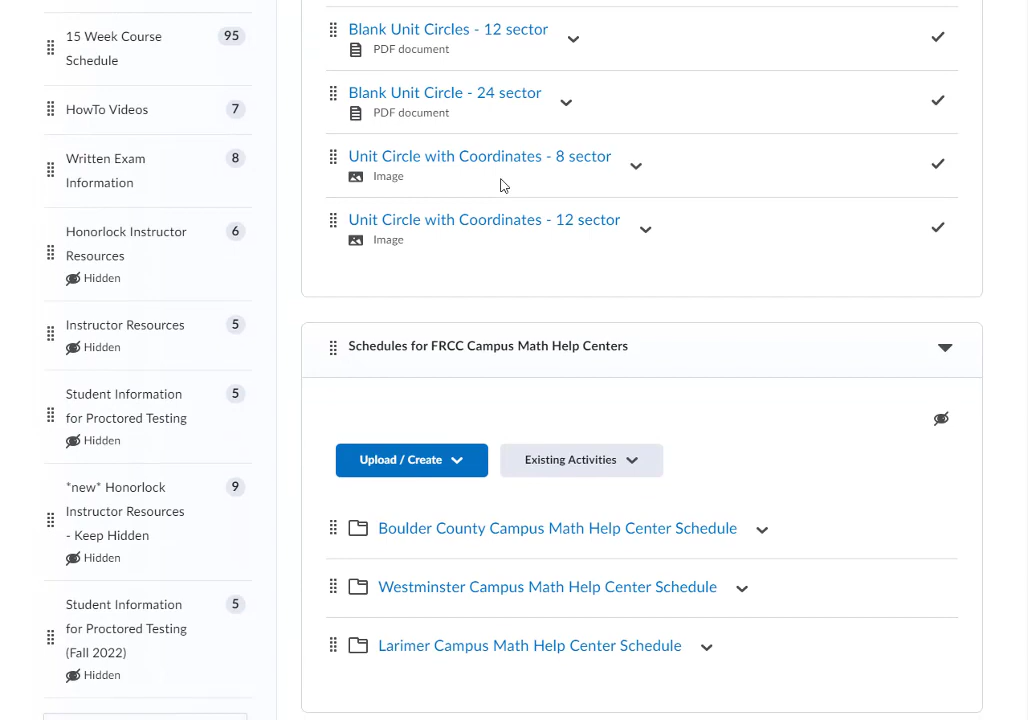 15 Week Course
Schedule
95
HowTo Videos
7
Written Exam
Information
8
Honorlock Instructor
Resources
6
Hidden
Instructor Resources
5
Hidden
Student Information
for Proctored Testing
5
Hidden
*new* Honorlock
Instructor Resources
- Keep Hidden
9
Hidden
Student Information
for Proctored Testing
(Fall 2022)
5
Hidden
Blank Unit Circles - 12 sector
PDF document
Blank Unit Circle - 24 sector
PDF document
Unit Circle with Coordinates - 8 sector
Image
Unit Circle with Coordinates - 12 sector
Image
Schedules for FRCC Campus Math Help Centers
Upload / Create
Existing Activities
Boulder County Campus Math Help Center Schedule
Westminster Campus Math Help Center Schedule
Larimer Campus Math Help Center Schedule